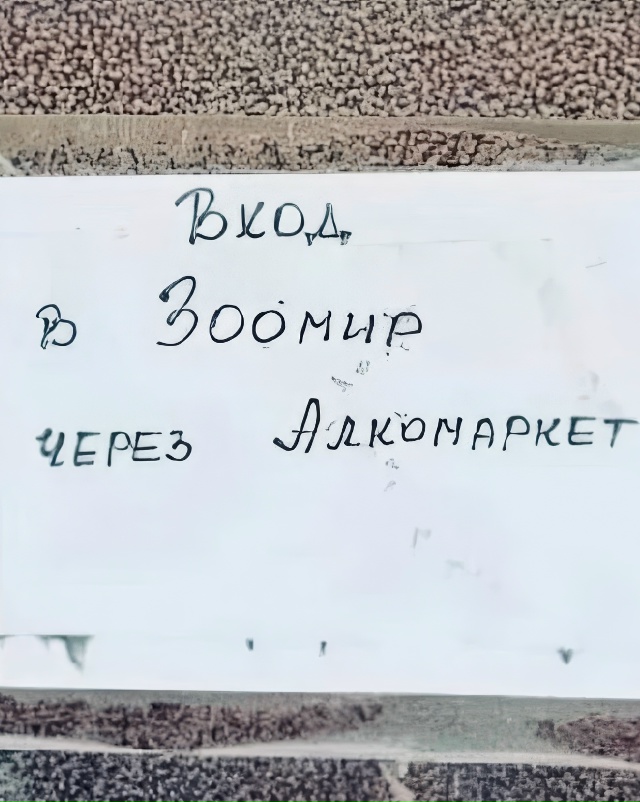 Вход
в Зоомир
через Алкомаркет